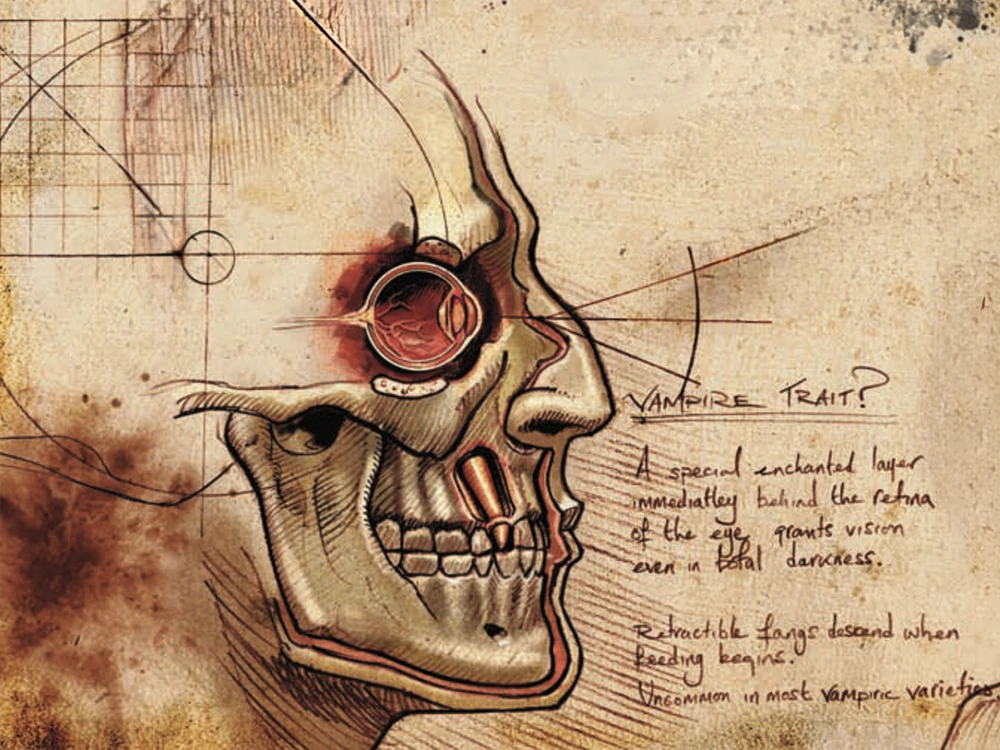 VAMPIRE TRAIT?
A special enchanted layer
immediatley behind the retina
of the eye grants vision
even in total darkness.
Retractible fangs descend when
feeding begins.
Uncommon in most vampiric varieties.